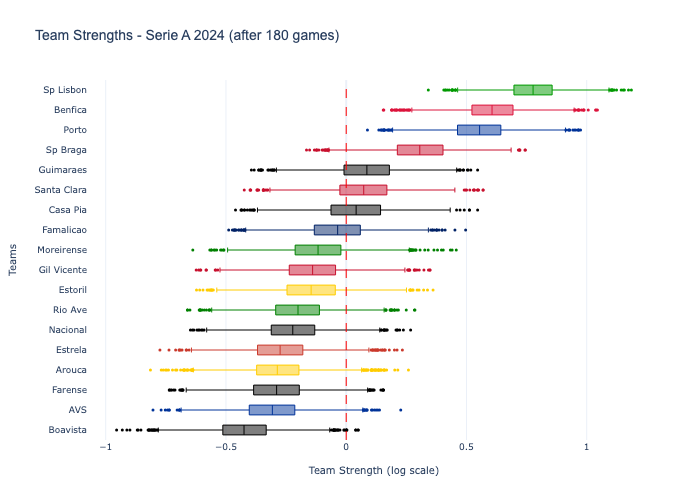 Team Strengths - Serie A 2024 (after 180 games)
Sp Lisbon
Benfica
Porto
Sp Braga
Guimaraes
Santa Clara
Casa Pia
Famalicao
Moreirense
Gil Vicente
Estoril
Rio Ave
Nacional
Estrela
Arouca
Farense
AVS
Boavista
Teams
−1 −0.5 0 0.5 1
Team Strength (log scale)